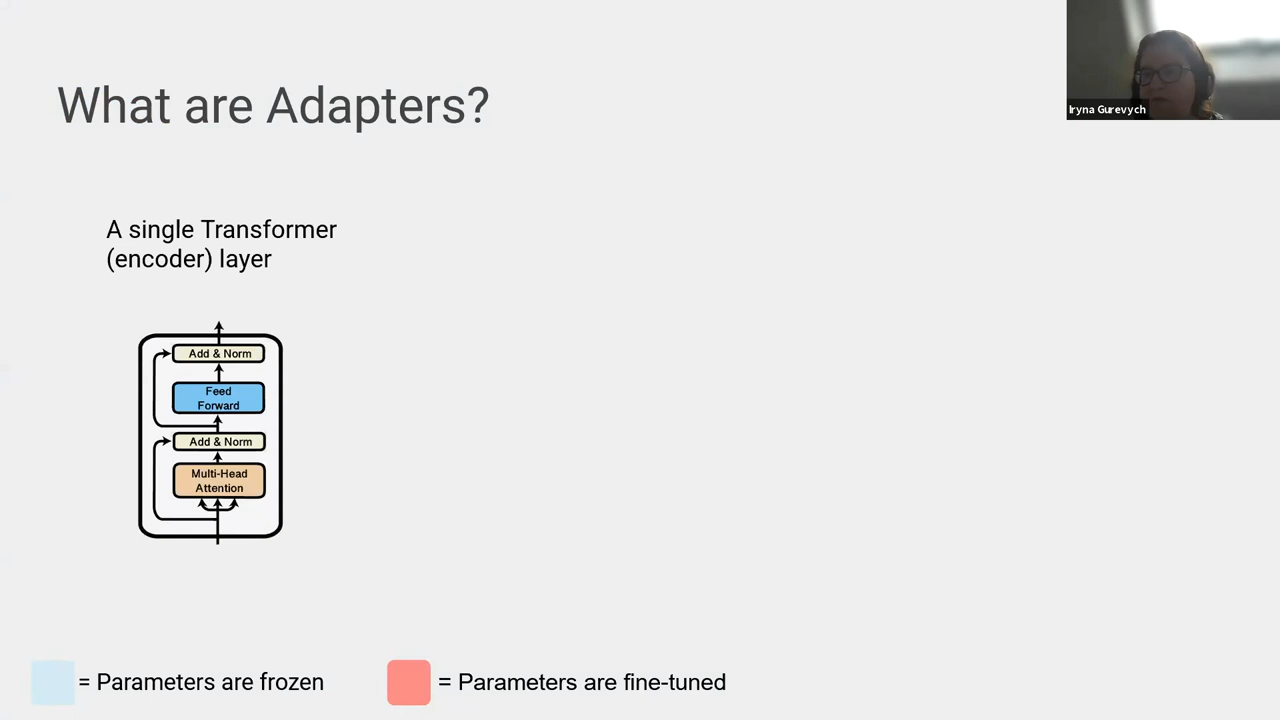 What are Adapters?
Iryna Gurevych
A single Transformer
(encoder) layer
Add & Norm
Feed
Forward
Add & Norm
Multi-Head
Attention
= Parameters are frozen
= Parameters are fine-tuned